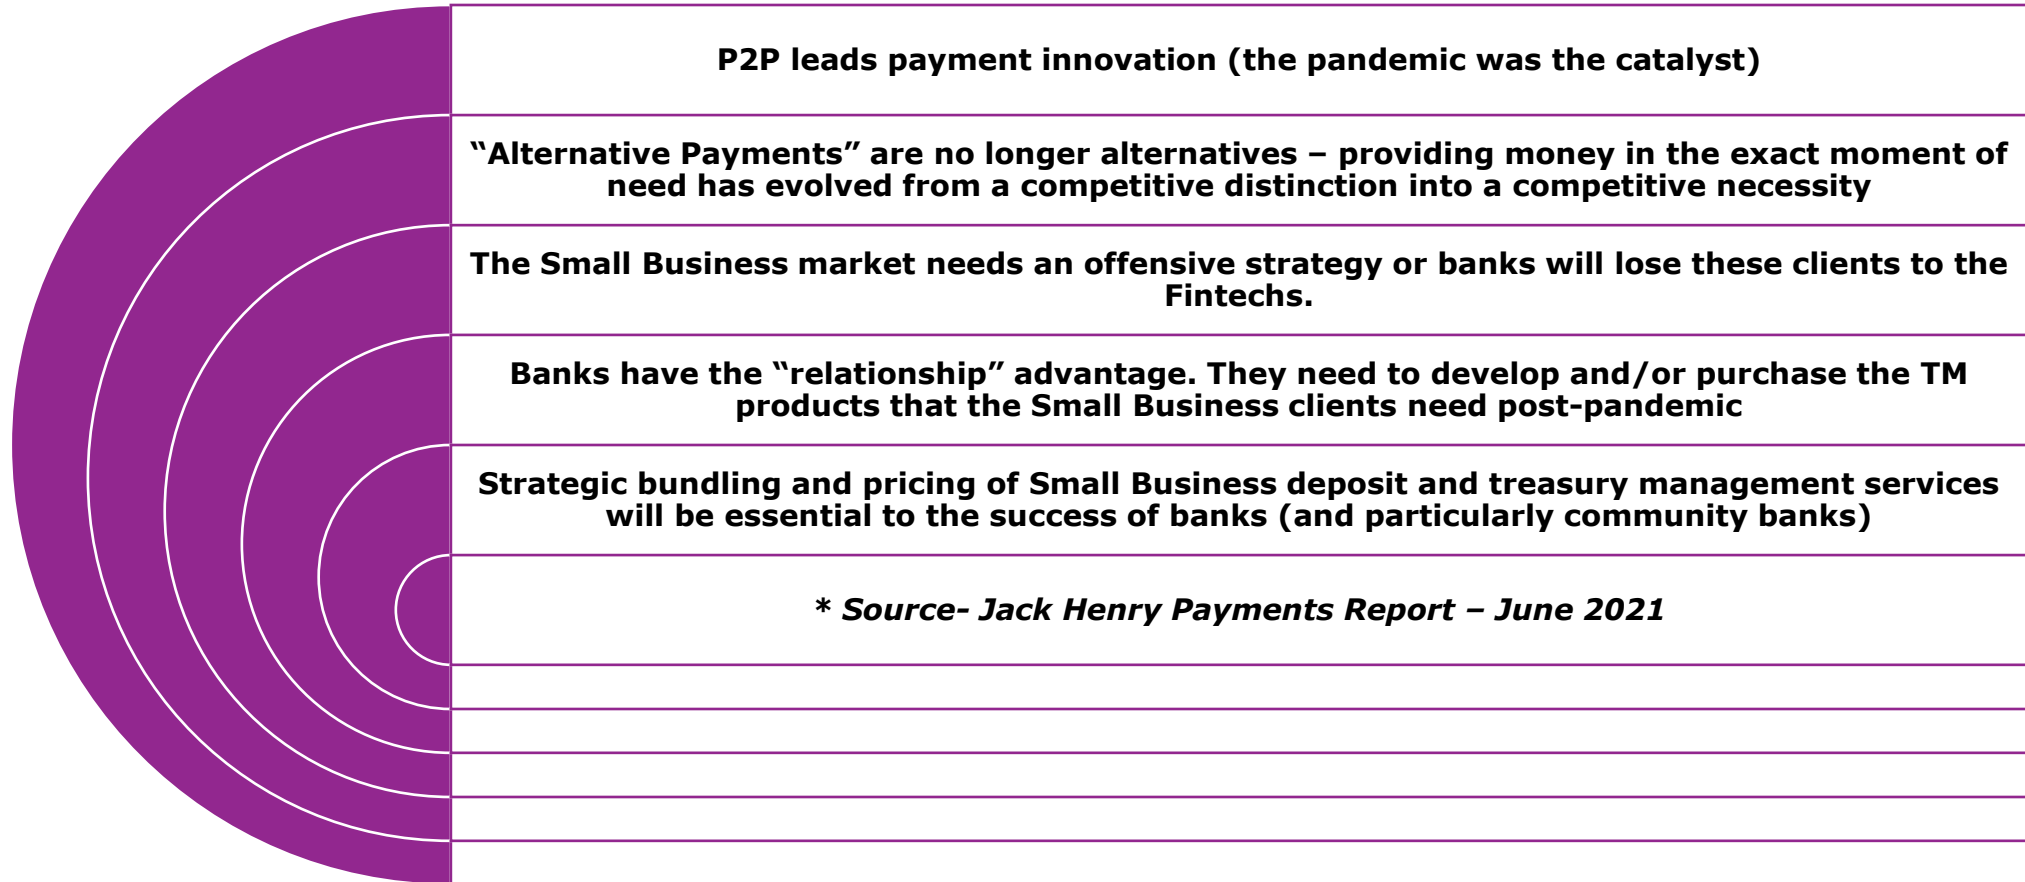 P2P leads payment innovation (the pandemic was the catalyst)
“Alternative Payments” are no longer alternatives – providing money in the exact moment of
need has evolved from a competitive distinction into a competitive necessity
The Small Business market needs an offensive strategy or banks will lose these clients to the
Fintechs.
Banks have the “relationship” advantage. They need to develop and/or purchase the TM
products that the Small Business clients need post-pandemic
Strategic bundling and pricing of Small Business deposit and treasury management services
will be essential to the success of banks (and particularly community banks)
* Source- Jack Henry Payments Report – June 2021